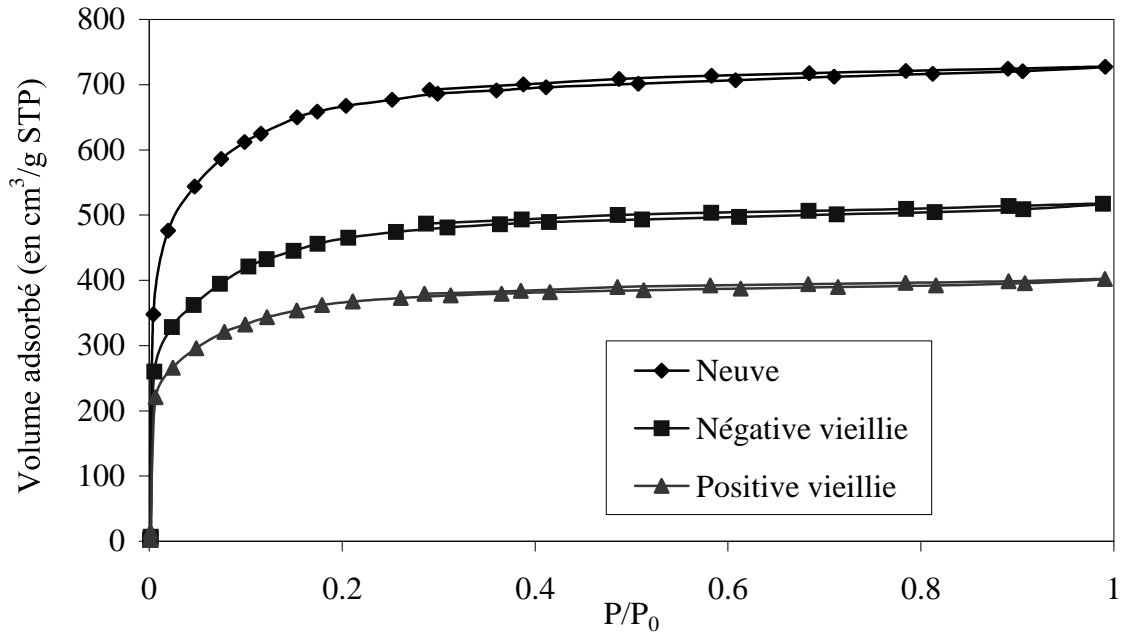 800
700
600
500
400
300
200
100
0
Volume adsorbé (en cm³/g STP)
Neuve
Négative vieillie
Positive vieillie
0 0.2 0.4 0.6 0.8 1
P/P₀